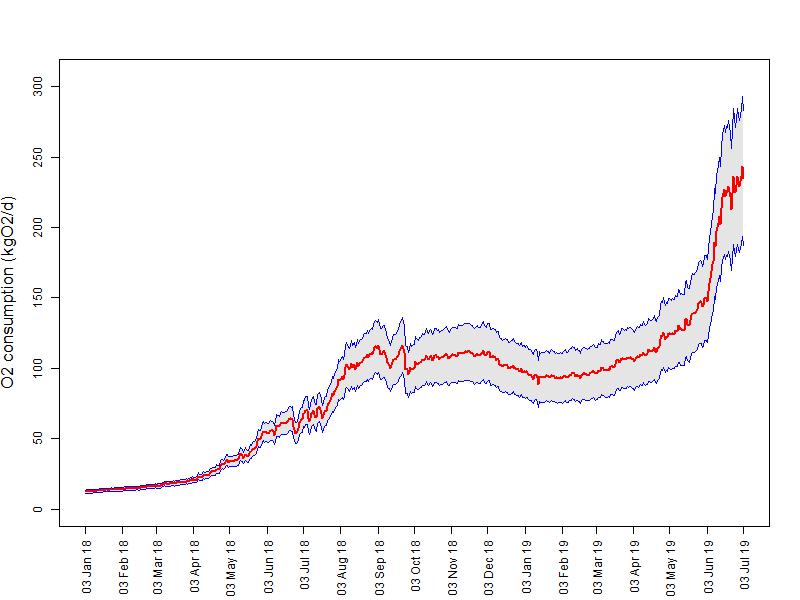 O2 consumption (kgO2/d)
300
250
200
150
100
50
0
03 Jan 18
03 Feb 18
03 Mar 18
03 Apr 18
03 May 18
03 Jun 18
03 Jul 18
03 Aug 18
03 Sep 18
03 Oct 18
03 Nov 18
03 Dec 18
03 Jan 19
03 Feb 19
03 Mar 19
03 Apr 19
03 May 19
03 Jun 19
03 Jul 19